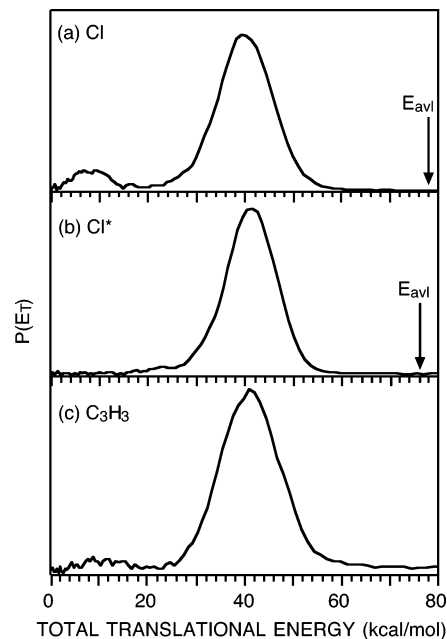 (a) Cl
E_avl
(b) Cl*
E_avl
P(E_T)
(c) C₃H₃
0 20 40 60 80
TOTAL TRANSLATIONAL ENERGY (kcal/mol)